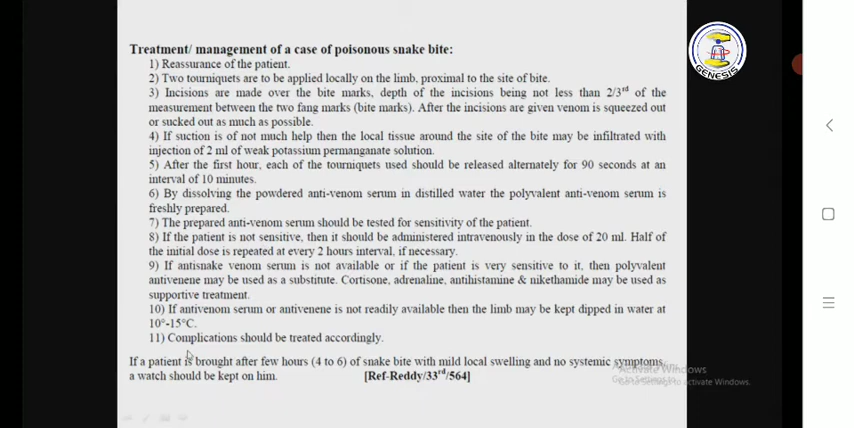 GENESIS
Treatment/ management of a case of poisonous snake bite:
1) Reassurance of the patient.
2) Two tourniquets are to be applied locally on the limb, proximal to the site of bite.
3) Incisions are made over the bite marks, depth of the incisions being not less than 2/3rd of the
measurement between the two fang marks (bite marks). After the incisions are given venom is squeezed out
or sucked out as much as possible.
4) If suction is of not much help then the local tissue around the site of the bite may be infiltrated with
injection of 2 ml of weak potassium permanganate solution.
5) After the first hour, each of the tourniquets used should be released alternately for 90 seconds at an
interval of 10 minutes.
6) By dissolving the powdered anti-venom serum in distilled water the polyvalent anti-venom serum is
freshly prepared.
7) The prepared anti-venom serum should be tested for sensitivity of the patient.
8) If the patient is not sensitive, then it should be administered intravenously in the dose of 20 ml. Half of
the initial dose is repeated at every 2 hours interval, if necessary.
9) If antisnake venom serum is not available or if the patient is very sensitive to it, then polyvalent
antivenene may be used as a substitute. Cortisone, adrenaline, antihistamine & nikethamide may be used as
supportive treatment.
10) If antivenom serum or antivenene is not readily available then the limb may be kept dipped in water at
10°-15°C.
11) Complications should be treated accordingly.
If a patient is brought after few hours (4 to 6) of snake bite with mild local swelling and no systemic symptoms,
a watch should be kept on him. [Ref-Reddy/33rd/564]
Activate Windows
Go to Settings to activate Windows.